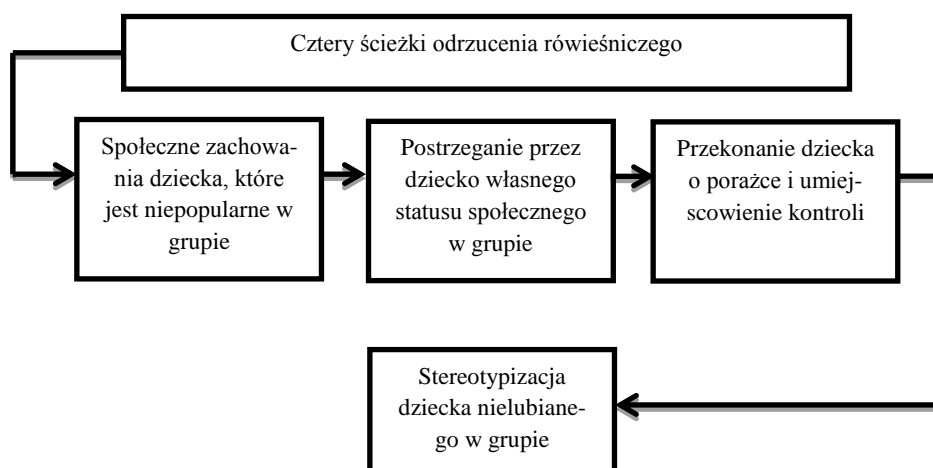 Cztery ścieżki odrzucenia rówieśniczego
Społeczne zachowa-
nia dziecka, które
jest niepopularne w
grupie
Postrzeganie przez
dziecko własnego
statusu społecznego
w grupie
Przekonanie dziecka
o porażce i umiej-
scowienie kontroli
Stereotypizacja
dziecka nielubiane-
go w grupie